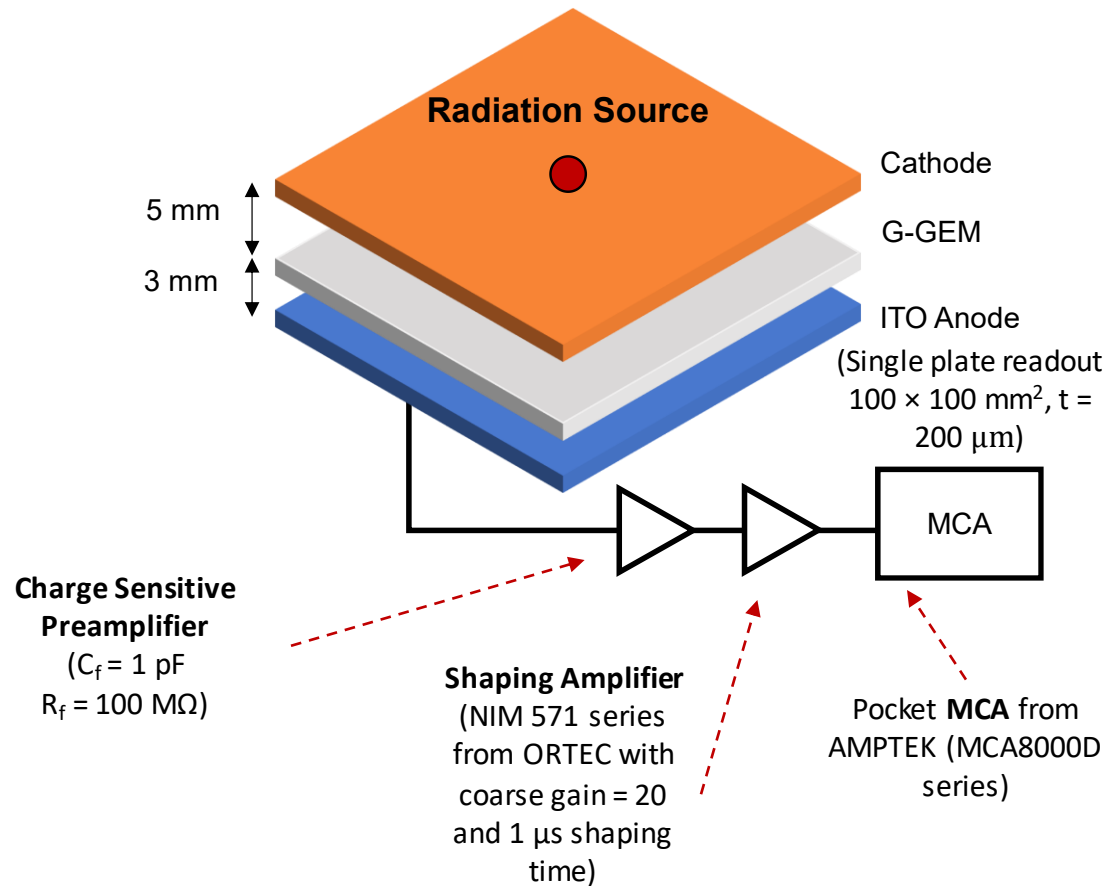 Radiation Source
Cathode
5 mm
G-GEM
3 mm
ITO Anode
(Single plate readout
100 × 100 mm², t =
200 μm)
MCA
Charge Sensitive
Preamplifier
(C_f = 1 pF
R_f = 100 MΩ)
Shaping Amplifier
(NIM 571 series
from ORTEC with
coarse gain = 20
and 1 μs shaping
time)
Pocket MCA from
AMPTEK (MCA8000D
series)